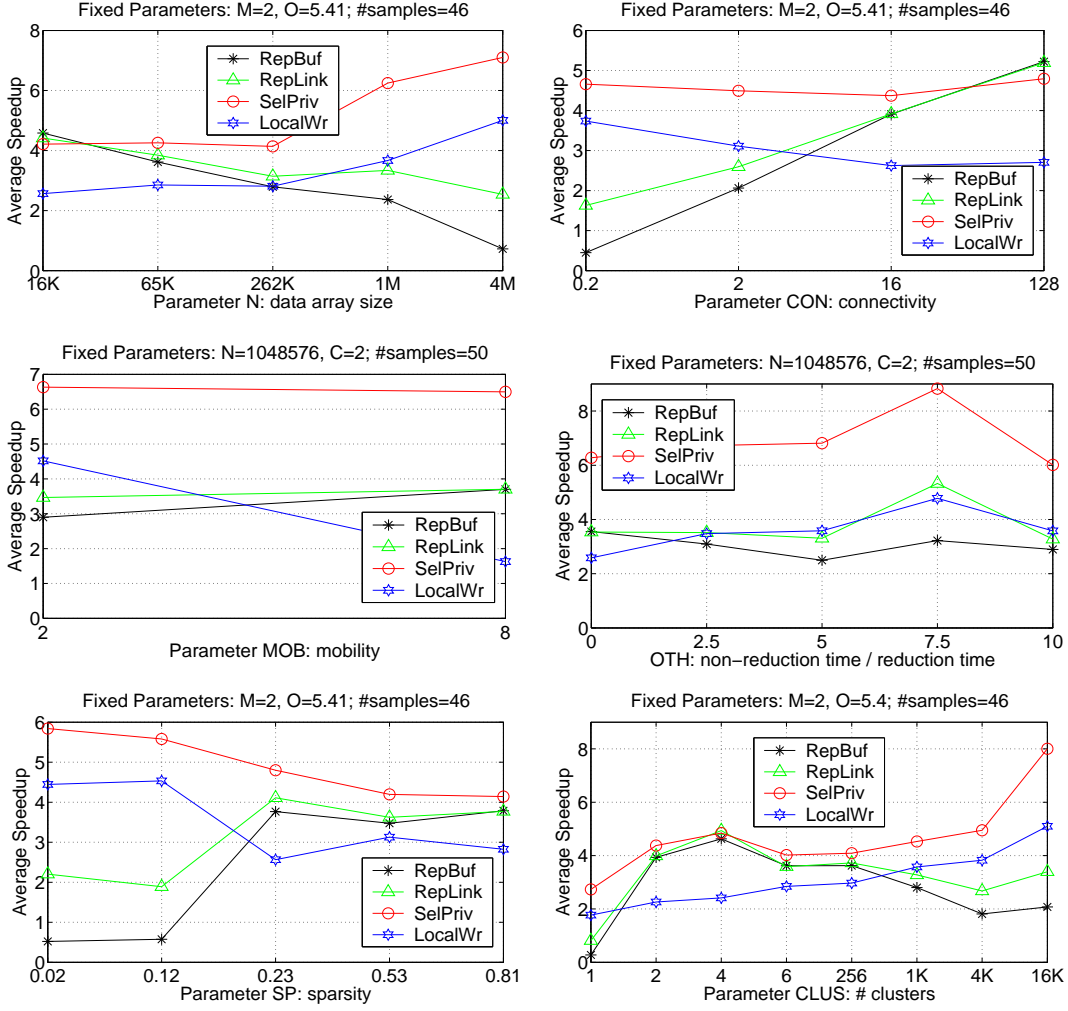 Fixed Parameters: M=2, O=5.41; #samples=46
8
6
4
2
0
Average Speedup
RepBuf
RepLink
SelPriv
LocalWr
16K 65K 262K 1M 4M
Parameter N: data array size
Fixed Parameters: M=2, O=5.41; #samples=46
6
5
4
3
2
1
0
Average Speedup
RepBuf
RepLink
SelPriv
LocalWr
0.2 2 16 128
Parameter CON: connectivity
Fixed Parameters: N=1048576, C=2; #samples=50
7
6
5
4
3
2
1
0
Average Speedup
RepBuf
RepLink
SelPriv
LocalWr
2 8
Parameter MOB: mobility
Fixed Parameters: N=1048576, C=2; #samples=50
8
6
4
2
0
Average Speedup
RepBuf
RepLink
SelPriv
LocalWr
0 2.5 5 7.5 10
OTH: non−reduction time / reduction time
Fixed Parameters: M=2, O=5.41; #samples=46
6
5
4
3
2
1
0
Average Speedup
RepBuf
RepLink
SelPriv
LocalWr
0.02 0.12 0.23 0.53 0.81
Parameter SP: sparsity
Fixed Parameters: M=2, O=5.4; #samples=46
8
6
4
2
0
Average Speedup
RepBuf
RepLink
SelPriv
LocalWr
1 2 4 6 256 1K 4K 16K
Parameter CLUS: # clusters